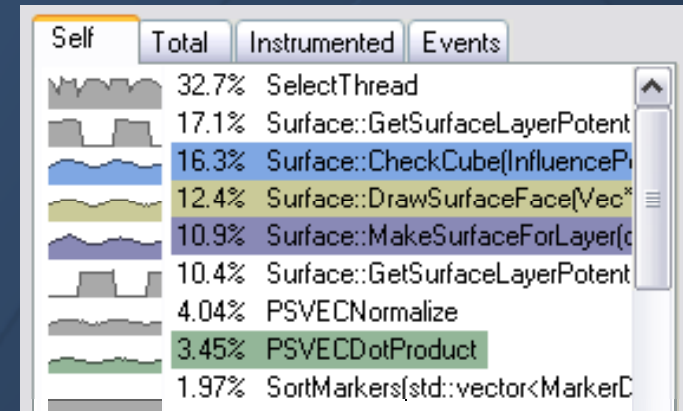 Self Total Instrumented Events
32.7% SelectThread
17.1% Surface::GetSurfaceLayerPotent
16.3% Surface::CheckCube(InfluenceP
12.4% Surface::DrawSurfaceFace(Vec*
10.9% Surface::MakeSurfaceForLayer(c
10.4% Surface::GetSurfaceLayerPotent
4.04% PSVECNormalize
3.45% PSVECDotProduct
1.97% SortMarkers(std::vector<MarkerD